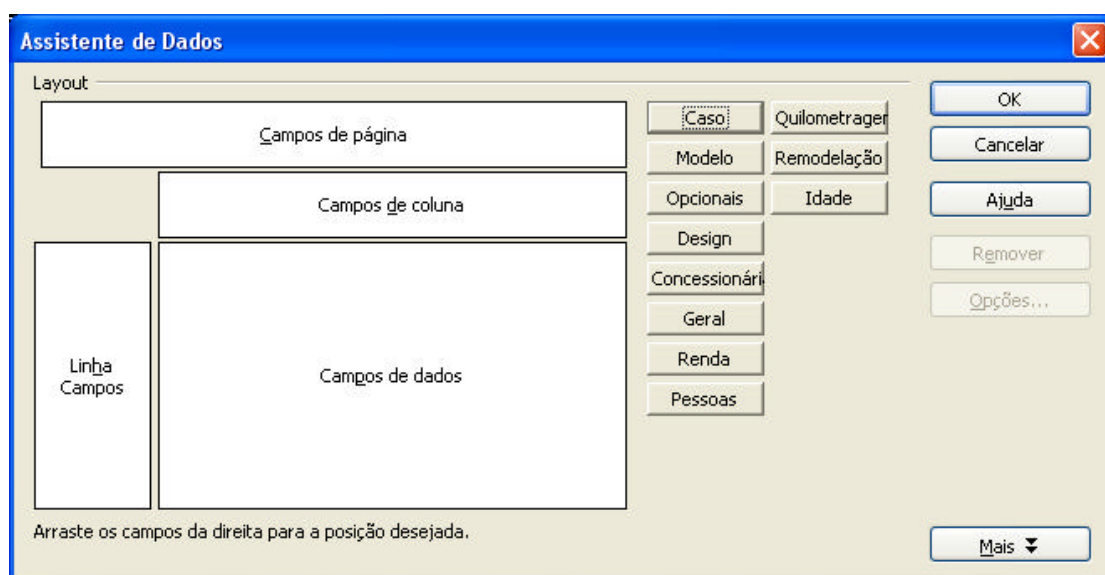 Assistente de Dados
Layout
Campos de página
Campos de coluna
Linha
Campos
Campos de dados
Caso
Quilometrager
Modelo
Remodelação
Opcionais
Idade
Design
Concessionári
Geral
Renda
Pessoas
OK
Cancelar
Ajuda
Remover
Opções...
Arraste os campos da direita para a posição desejada.
Mais